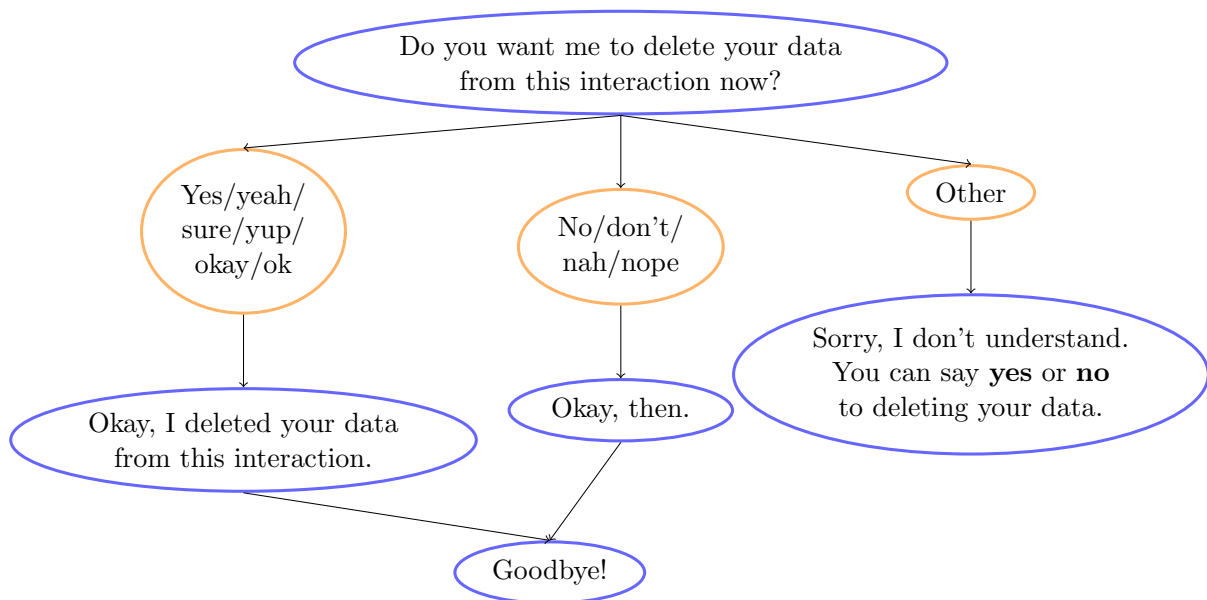 Do you want me to delete your data
from this interaction now?
Yes/yeah/
sure/yup/
okay/ok
No/don't/
nah/nope
Other
Sorry, I don't understand.
You can say yes or no
to deleting your data.
Okay, I deleted your data
from this interaction.
Okay, then.
Goodbye!